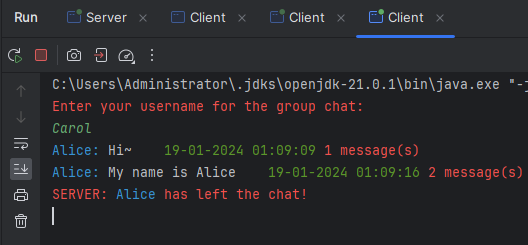 Run Server Client Client Client
C:\Users\Administrator\.jdks\openjdk-21.0.1\bin\java.exe "-j
Enter your username for the group chat:
Carol
Alice: Hi~ 19-01-2024 01:09:09 1 message(s)
Alice: My name is Alice 19-01-2024 01:09:16 2 message(s)
SERVER: Alice has left the chat!